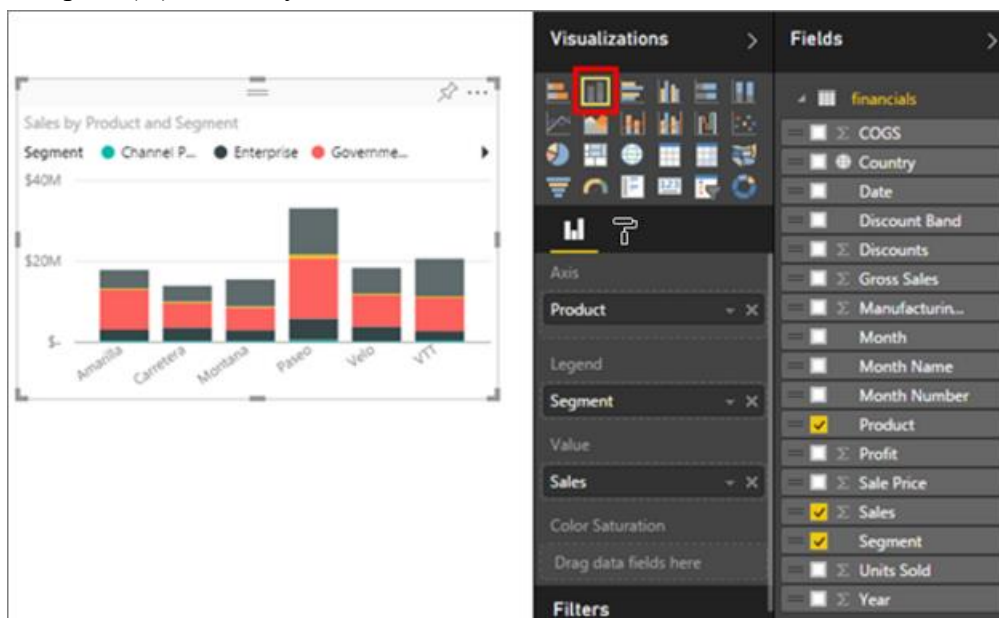 Visualizations
Fields
financials
Sales by Product and Segment
Segment Channel P... Enterprise Governme...
$40M
$20M
$-
Amarilla Carretera Montana Paseo Velo VTT
123
Axis
Product
Legend
Segment
Value
Sales
Color Saturation
Drag data fields here
Filters
Σ COGS
Country
Date
Discount Band
Σ Discounts
Σ Gross Sales
Σ Manufacturin...
Month
Month Name
Month Number
Product
Σ Profit
Σ Sale Price
Σ Sales
Segment
Σ Units Sold
Σ Year